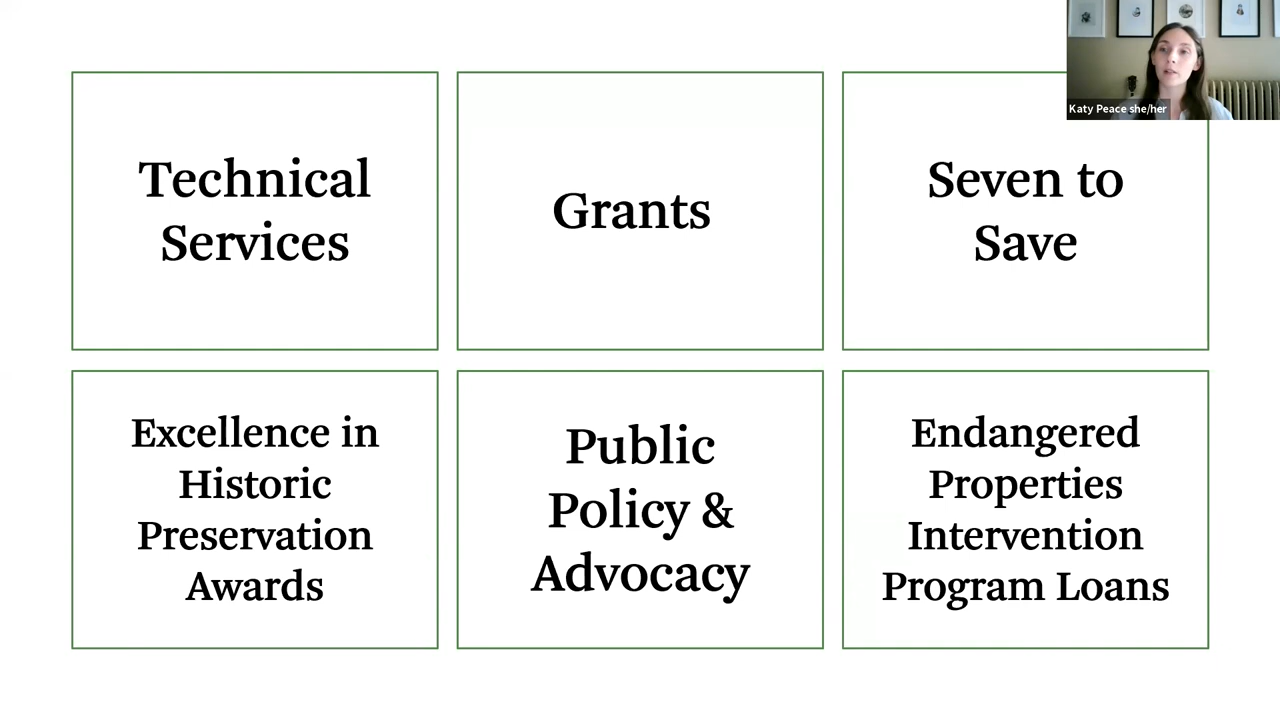 Katy Peace she/her
Technical
Services
Grants
Seven to
Save
Excellence in
Historic
Preservation
Awards
Public
Policy &
Advocacy
Endangered
Properties
Intervention
Program Loans